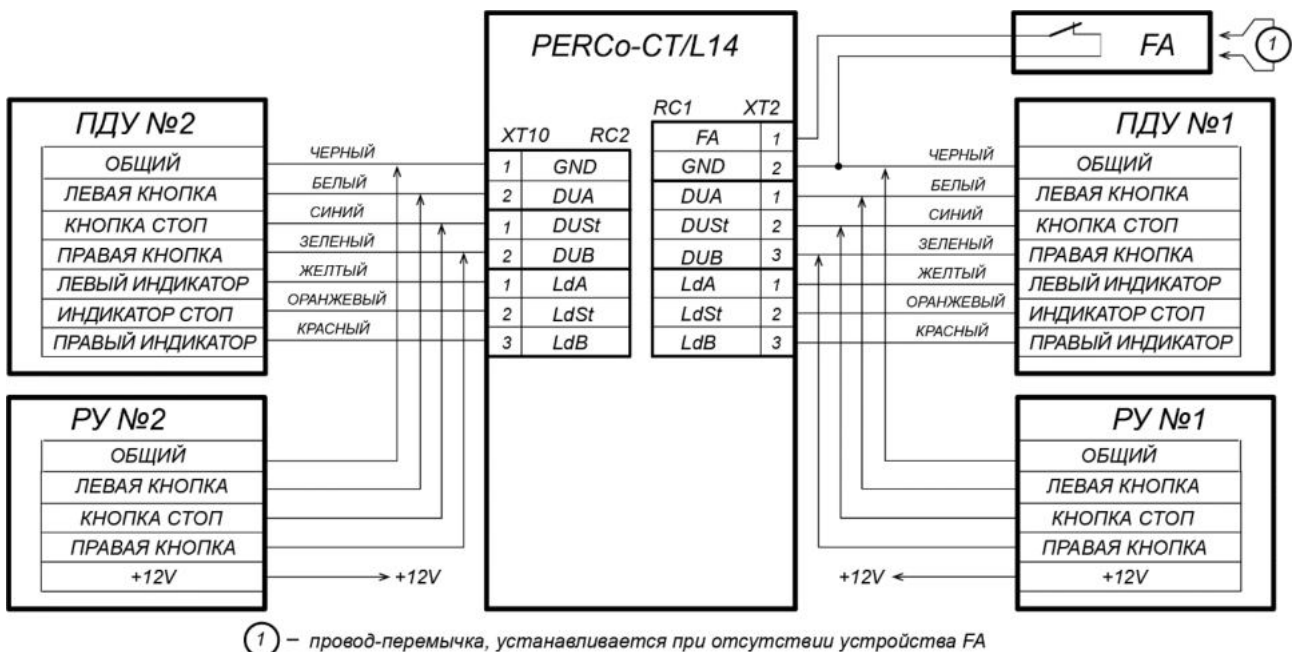 PERCo-CT/L14
FA
1
ПДУ №2
ОБЩИЙ
ЛЕВАЯ КНОПКА
КНОПКА СТОП
ПРАВАЯ КНОПКА
ЛЕВЫЙ ИНДИКАТОР
ИНДИКАТОР СТОП
ПРАВЫЙ ИНДИКАТОР
ЧЕРНЫЙ
БЕЛЫЙ
СИНИЙ
ЗЕЛЕНЫЙ
ЖЕЛТЫЙ
ОРАНЖЕВЫЙ
КРАСНЫЙ
XT10 RC2
1 GND
2 DUA
1 DUSt
2 DUB
1 LdA
2 LdSt
3 LdB
RC1 XT2
FA 1
GND 2
DUA 1
DUSt 2
DUB 3
LdA 1
LdSt 2
LdB 3
ЧЕРНЫЙ
БЕЛЫЙ
СИНИЙ
ЗЕЛЕНЫЙ
ЖЕЛТЫЙ
ОРАНЖЕВЫЙ
КРАСНЫЙ
ПДУ №1
ОБЩИЙ
ЛЕВАЯ КНОПКА
КНОПКА СТОП
ПРАВАЯ КНОПКА
ЛЕВЫЙ ИНДИКАТОР
ИНДИКАТОР СТОП
ПРАВЫЙ ИНДИКАТОР
РУ №2
ОБЩИЙ
ЛЕВАЯ КНОПКА
КНОПКА СТОП
ПРАВАЯ КНОПКА
+12V
+12V
РУ №1
ОБЩИЙ
ЛЕВАЯ КНОПКА
КНОПКА СТОП
ПРАВАЯ КНОПКА
+12V
+12V
1 – провод-перемычка, устанавливается при отсутствии устройства FA